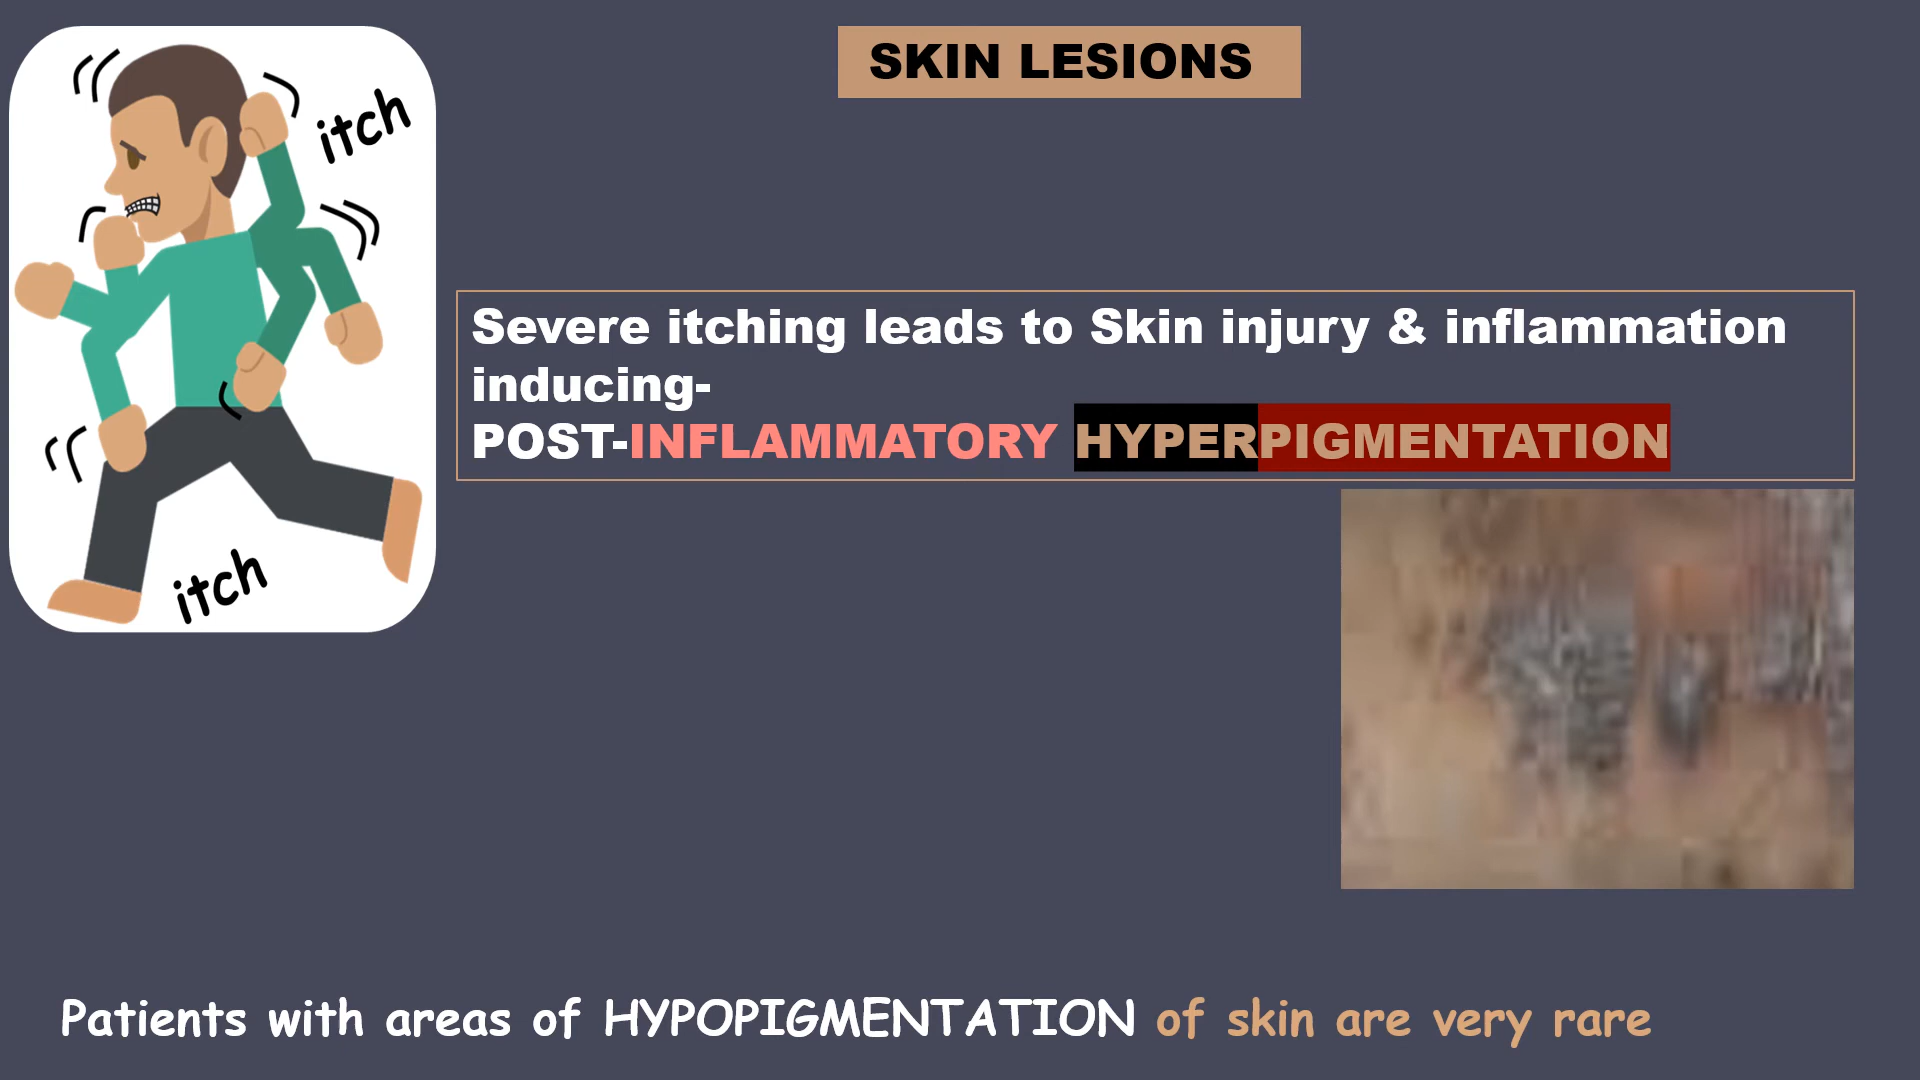 SKIN LESIONS
itch
Severe itching leads to Skin injury & inflammation
inducing-
POST-INFLAMMATORY HYPERPIGMENTATION
itch
Patients with areas of HYPOPIGMENTATION of skin are very rare